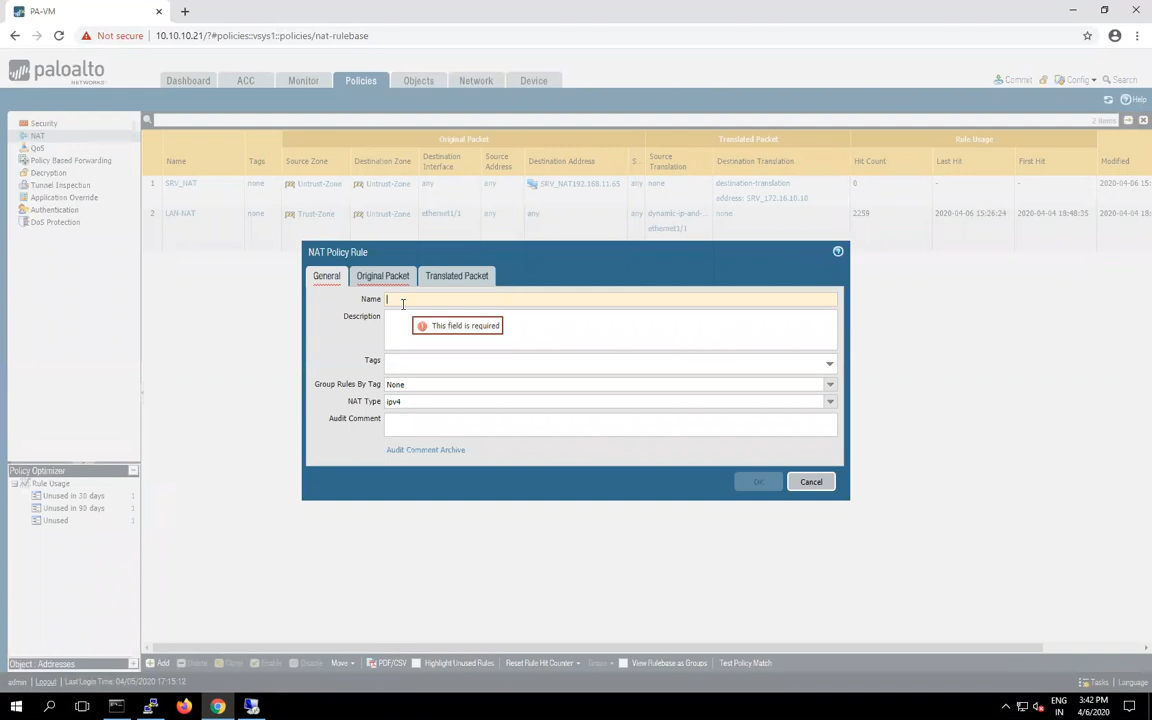 PA-VM
Not secure 10.10.10.21/?#policies::vsys1::policies/nat-rulebase
paloalto
NETWORKS
Dashboard ACC Monitor Policies Objects Network Device
Commit Config Search
Help
Security
NAT
QoS
Policy Based Forwarding
Decryption
Tunnel Inspection
Application Override
Authentication
DoS Protection
2 items
Original Packet Translated Packet Rule Usage
Name Tags Source Zone Destination Zone Destination Interface Source Address Destination Address S... Source Translation Destination Translation Hit Count Last Hit First Hit Modified
1 SRV_NAT none Untrust-Zone Untrust-Zone any any SRV_NAT192.168.11.65 any none destination-translation 0 - - 2020-04-06 15:
address: SRV_172.16.10.10
2 LAN-NAT none Trust-Zone Untrust-Zone ethernet1/1 any any any dynamic-ip-and-... none 2259 2020-04-06 15:26:24 2020-04-04 18:48:35 2020-04-04 18:
ethernet1/1
NAT Policy Rule
General Original Packet Translated Packet
Name
Description
This field is required
Tags
Group Rules By Tag None
NAT Type ipv4
Audit Comment
Audit Comment Archive
OK Cancel
Policy Optimizer
Rule Usage
Unused in 30 days 1
Unused in 90 days 1
Unused 1
Object : Addresses
Add Delete Clone Enable Disable Move PDF/CSV Highlight Unused Rules Reset Rule Hit Counter Group View Rulebase as Groups Test Policy Match
admin Logout Last Login Time: 04/05/2020 17:15:12
Tasks Language
ENG
IN
3:42 PM
4/6/2020